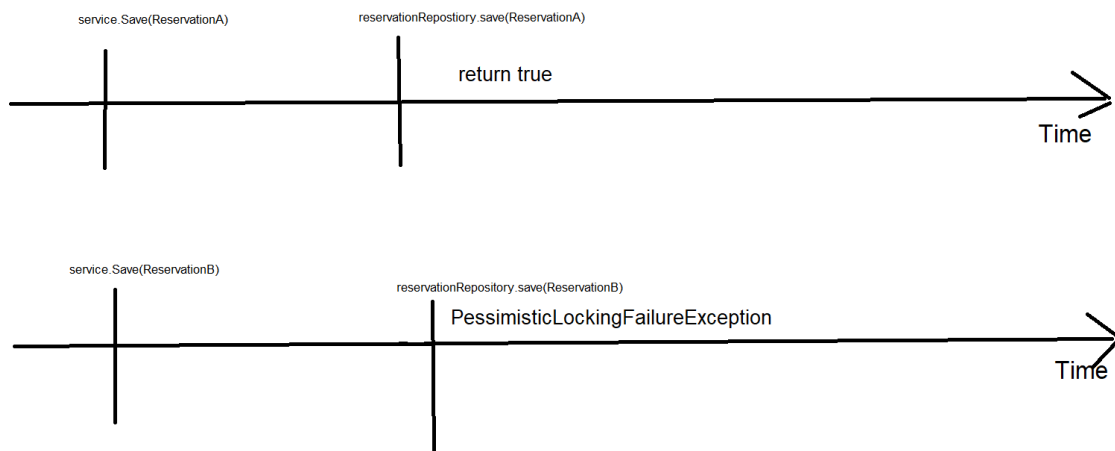 service.Save(ReservationA)
reservationRepostiory.save(ReservationA)
return true
Time
service.Save(ReservationB)
reservationRepository.save(ReservationB)
PessimisticLockingFailureException
Time